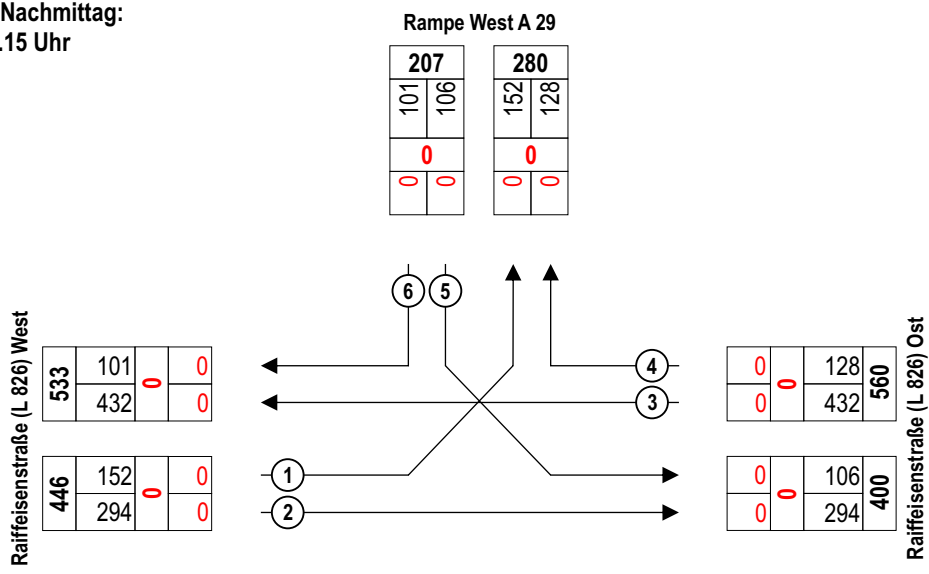 Nachmittag:
.15 Uhr
Rampe West A 29
207 280
101 106 152 128
0 0
0 0 0 0
6 5
Raiffeisenstraße (L 826) West
533 101 0 0
432 0
4
3
0 0 128 560
0 432
Raiffeisenstraße (L 826) Ost
446 152 0 0
294 0
1
2
0 0 106 400
0 294